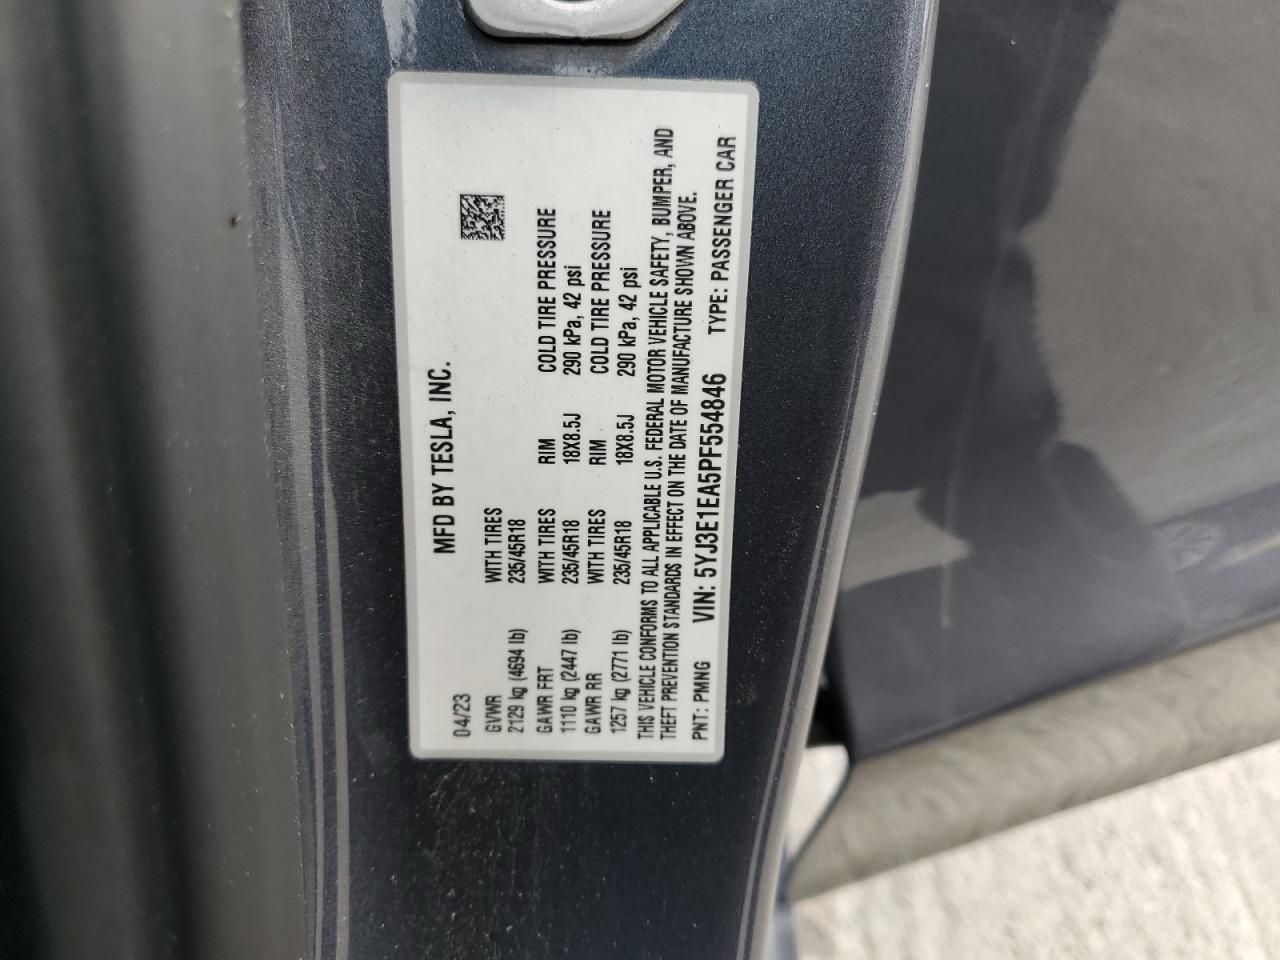 MFD BY TESLA, INC.
04/23
GVWR WITH TIRES
2129 kg (4694 lb) 235/45R18
GAWR FRT WITH TIRES RIM COLD TIRE PRESSURE
1110 kg (2447 lb) 235/45R18 18X8.5J 290 kPa, 42 psi
GAWR RR WITH TIRES RIM COLD TIRE PRESSURE
1257 kg (2771 lb) 235/45R18 18X8.5J 290 kPa, 42 psi
THIS VEHICLE CONFORMS TO ALL APPLICABLE U.S. FEDERAL MOTOR VEHICLE SAFETY, BUMPER, AND
THEFT PREVENTION STANDARDS IN EFFECT ON THE DATE OF MANUFACTURE SHOWN ABOVE.
PNT: PMNG VIN: 5YJ3E1EA5PF554846 TYPE: PASSENGER CAR